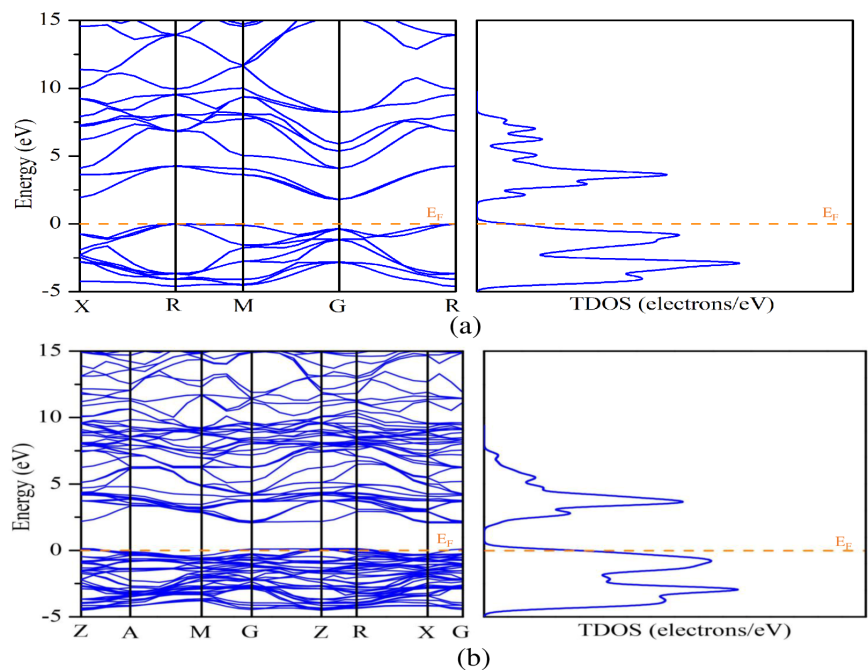 15
10
5
0
-5
Energy (eV)
E_F
E_F
X R M G R
TDOS (electrons/eV)
(a)
15
10
5
0
-5
Energy (eV)
E_F
E_F
Z A M G Z R X G
TDOS (electrons/eV)
(b)